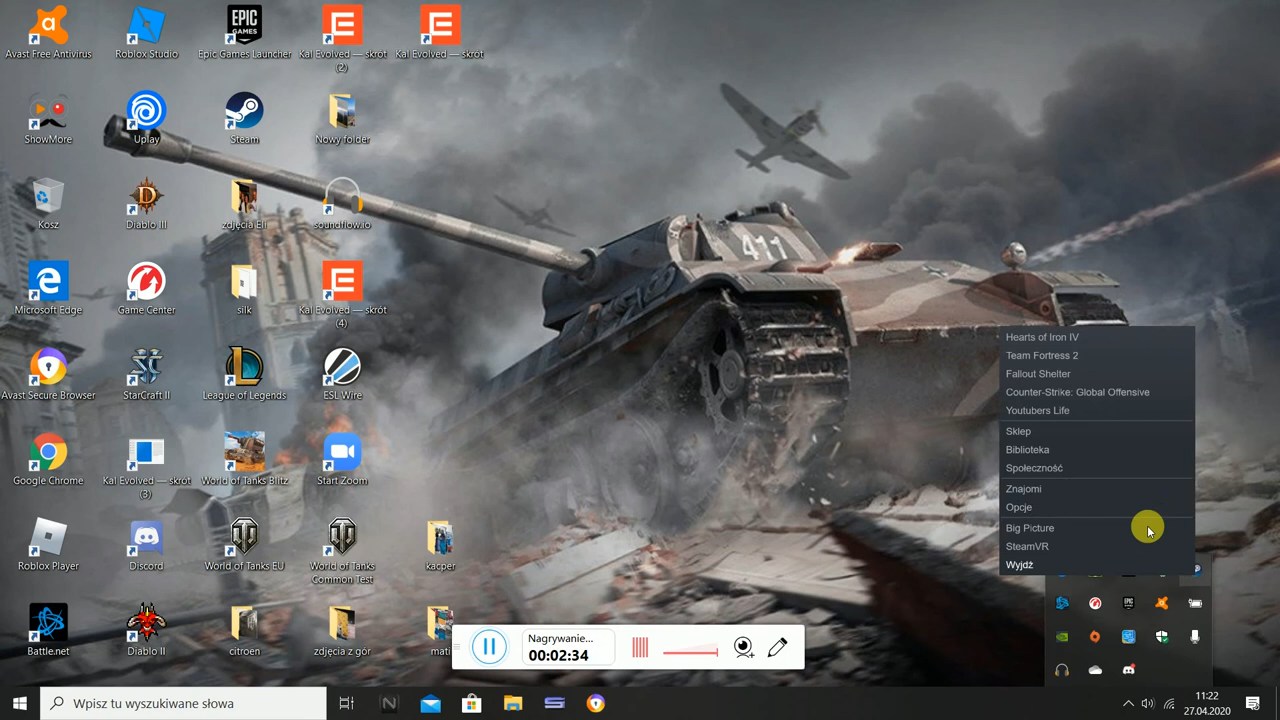 Avast Free Antivirus
Roblox Studio
EPIC
GAMES
Epic Games Launcher
Kal Evolved — skrót
(2)
Kal Evolved — skrót
ShowMore
Uplay
Steam
Nowy folder
Kosz
Diablo III
zdjęcia Eli
soundflow.io
411
Microsoft Edge
Game Center
silk
Kal Evolved — skrót
(4)
Avast Secure Browser
StarCraft II
League of Legends
ESL Wire
Google Chrome
Kal Evolved — skrót
(3)
World of Tanks Blitz
Start Zoom
Roblox Player
Discord
World of Tanks EU
World of Tanks
Common Test
kacper
Battle.net
Diablo II
citroen
zdjęcia z gór
mati
Hearts of Iron IV
Team Fortress 2
Fallout Shelter
Counter-Strike: Global Offensive
Youtubers Life
Sklep
Biblioteka
Społeczność
Znajomi
Opcje
Big Picture
SteamVR
Wyjdź
Nagrywanie...
00:02:34
Wpisz tu wyszukiwane słowa
11:22
27.04.2020